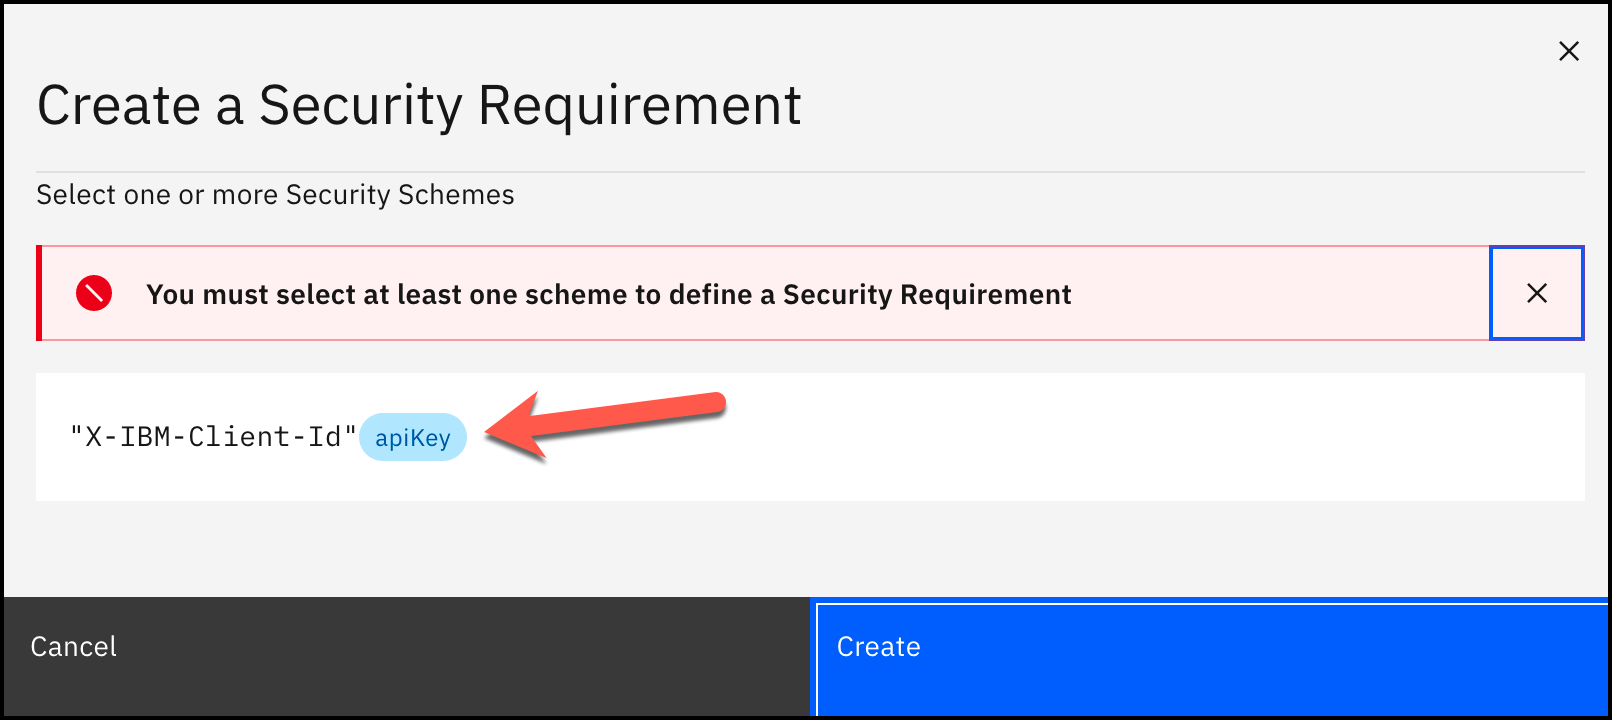 Create a Security Requirement
Select one or more Security Schemes
You must select at least one scheme to define a Security Requirement
"X-IBM-Client-Id" apiKey
Cancel
Create